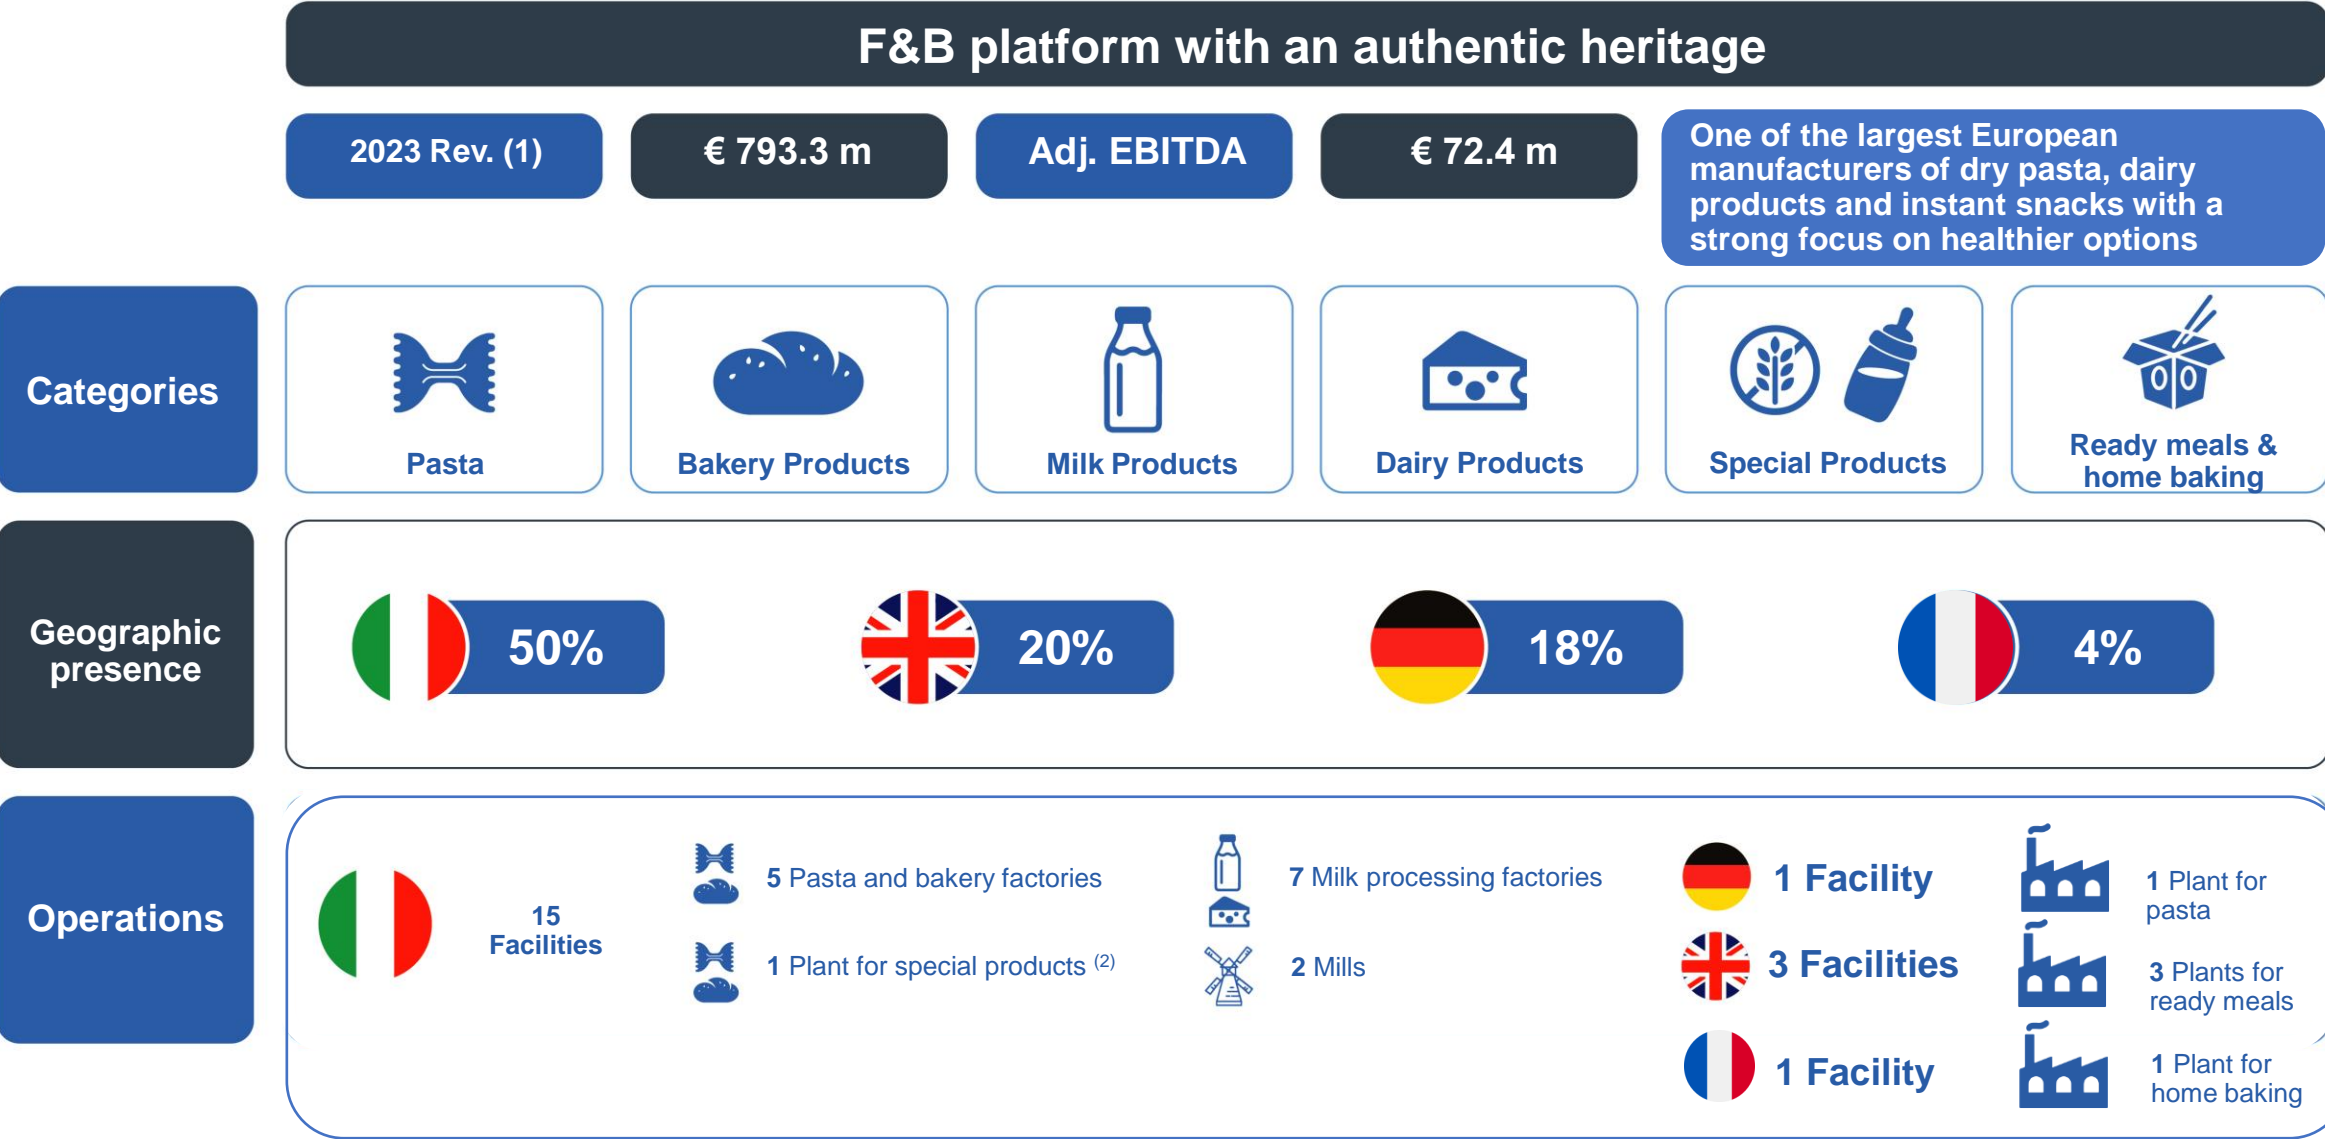 F&B platform with an authentic heritage
2023 Rev. (1)
€ 793.3 m
Adj. EBITDA
€ 72.4 m
One of the largest European
manufacturers of dry pasta, dairy
products and instant snacks with a
strong focus on healthier options
Categories
Pasta
Bakery Products
Milk Products
Dairy Products
Special Products
Ready meals &
home baking
Geographic
presence
50%
20%
18%
4%
Operations
15
Facilities
5 Pasta and bakery factories
1 Plant for special products (2)
7 Milk processing factories
2 Mills
1 Facility
1 Plant for
pasta
3 Facilities
3 Plants for
ready meals
1 Facility
1 Plant for
home baking